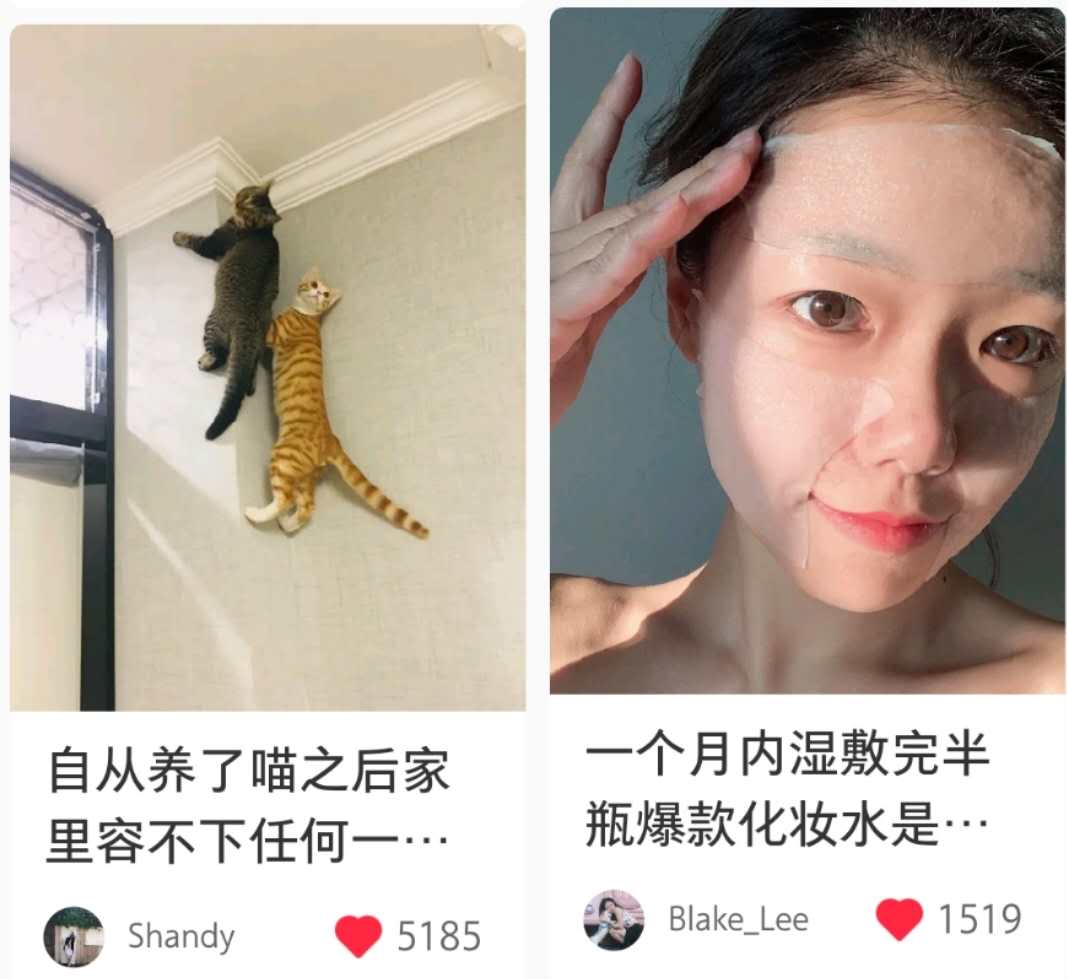 自从养了喵之后家
里容不下任何一…
Shandy
5185
一个月内湿敷完半
瓶爆款化妆水是…
Blake_Lee
1519